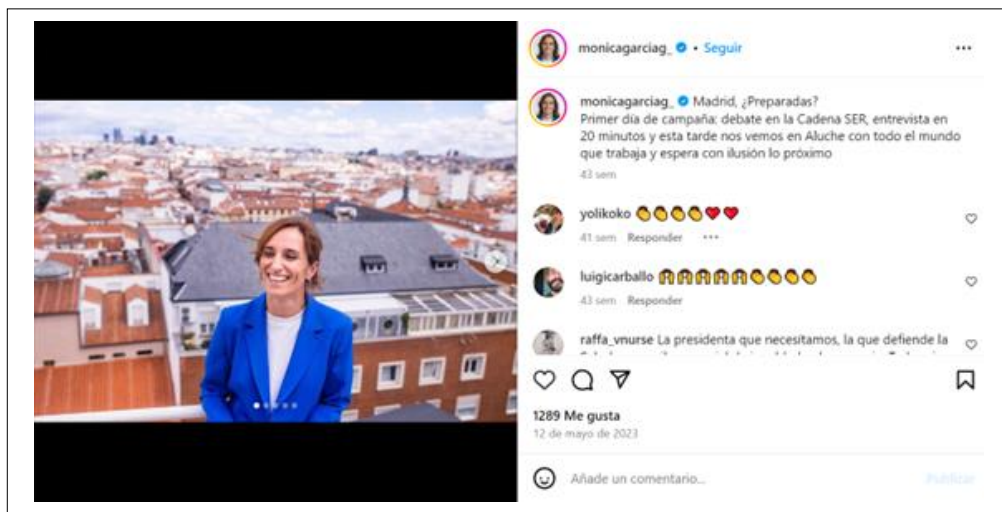 monicagarciag_ • Seguir
monicagarciag_ Madrid, ¿Preparadas?
Primer día de campaña: debate en la Cadena SER, entrevista en
20 minutos y esta tarde nos vemos en Aluche con todo el mundo
que trabaja y espera con ilusión lo próximo
43 sem
yolikoko 👏👏👏👏❤️❤️
41 sem Responder •••
luigicarballo 🙌🙌🙌🙌🙌👏👏👏👏
43 sem Responder
raffa_vnurse La presidenta que necesitamos, la que defiende la
1289 Me gusta
12 de mayo de 2023
Añade un comentario... Publicar